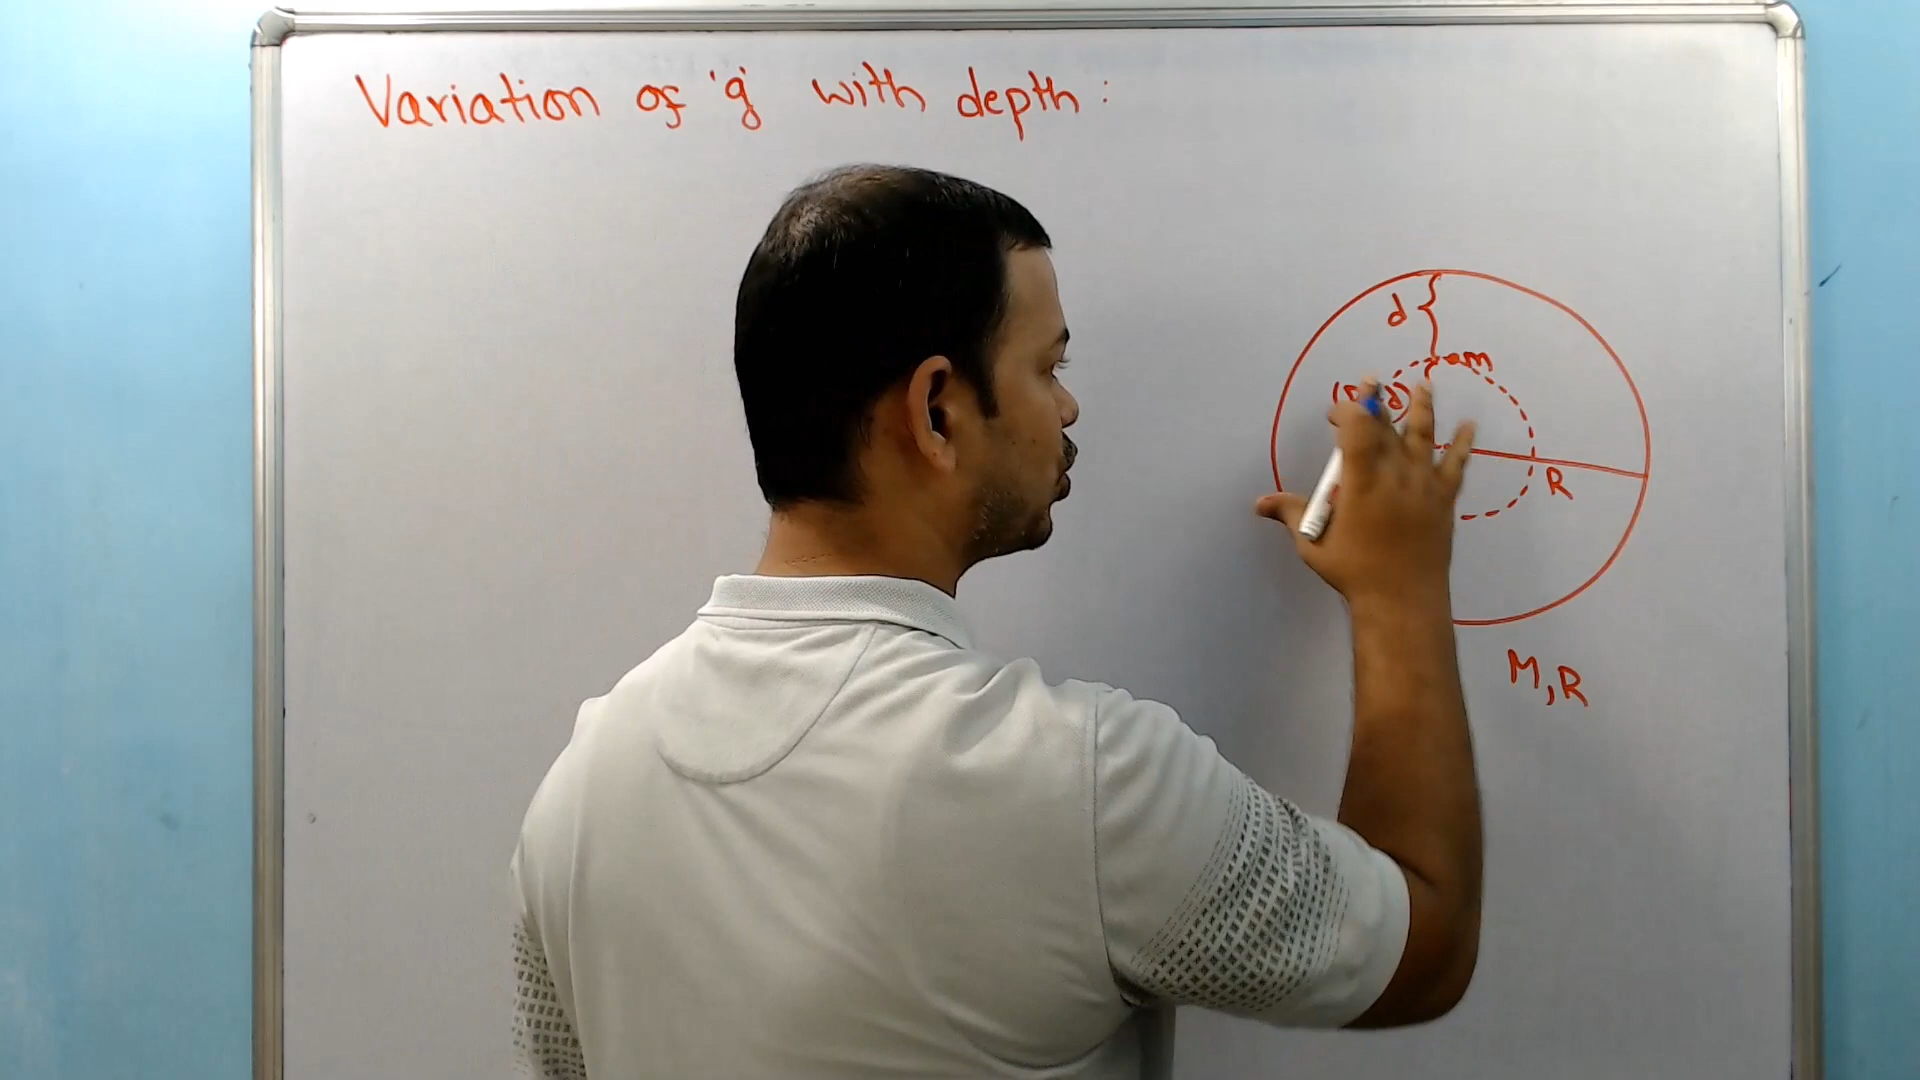 Variation of 'g' with depth :
d
m
R
M, R